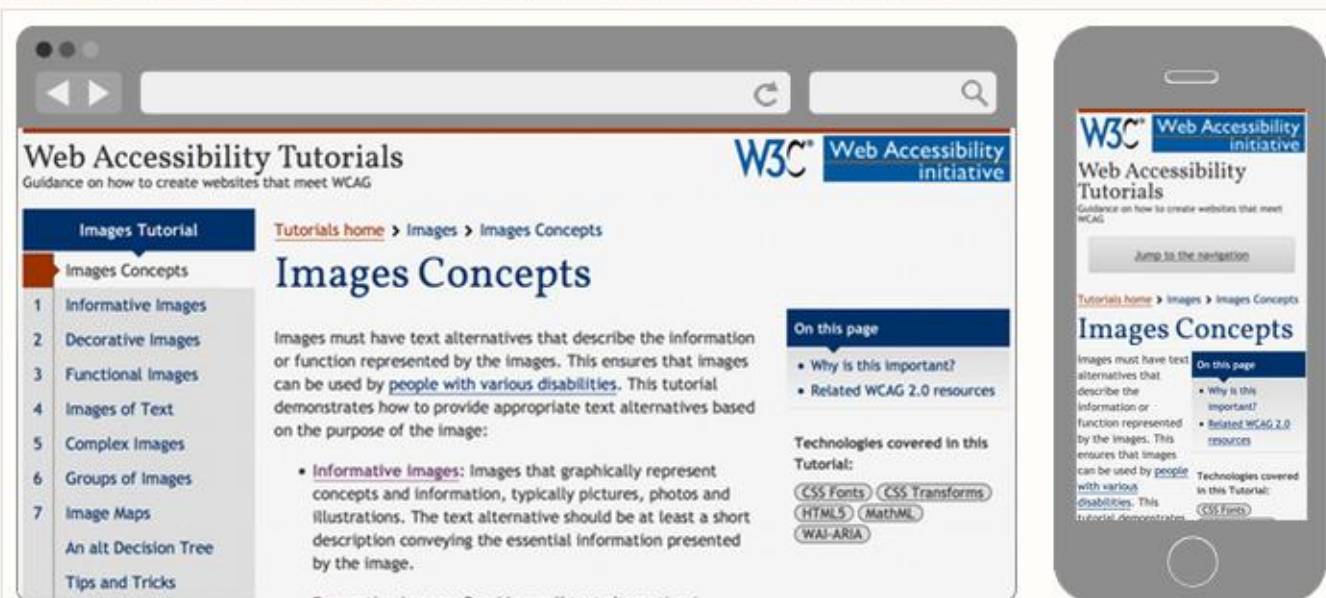 Web Accessibility Tutorials
Guidance on how to create websites that meet WCAG
W3C®
Web Accessibility
initiative
Images Tutorial
Images Concepts
1 Informative Images
2 Decorative Images
3 Functional Images
4 Images of Text
5 Complex Images
6 Groups of Images
7 Image Maps
An alt Decision Tree
Tips and Tricks
Tutorials home > Images > Images Concepts
Images Concepts
Images must have text alternatives that describe the information
or function represented by the images. This ensures that images
can be used by people with various disabilities. This tutorial
demonstrates how to provide appropriate text alternatives based
on the purpose of the image:
• Informative Images: Images that graphically represent
concepts and information, typically pictures, photos and
illustrations. The text alternative should be at least a short
description conveying the essential information presented
by the image.
On this page
• Why is this important?
• Related WCAG 2.0 resources
Technologies covered in this
Tutorial:
CSS Fonts CSS Transforms
HTML5 MathML
WAI-ARIA
W3C®
Web Accessibility
initiative
Web Accessibility
Tutorials
Guidance on how to create websites that meet
WCAG
Jump to the navigation
Tutorials home > Images > Images Concepts
Images Concepts
Images must have text
alternatives that
describe the
information or
function represented
by the images. This
ensures that images
can be used by people
with various
disabilities. This
tutorial demonstrates
On this page
• Why is this
important?
• Related WCAG 2.0
resources
Technologies covered
in this Tutorial:
CSS Fonts